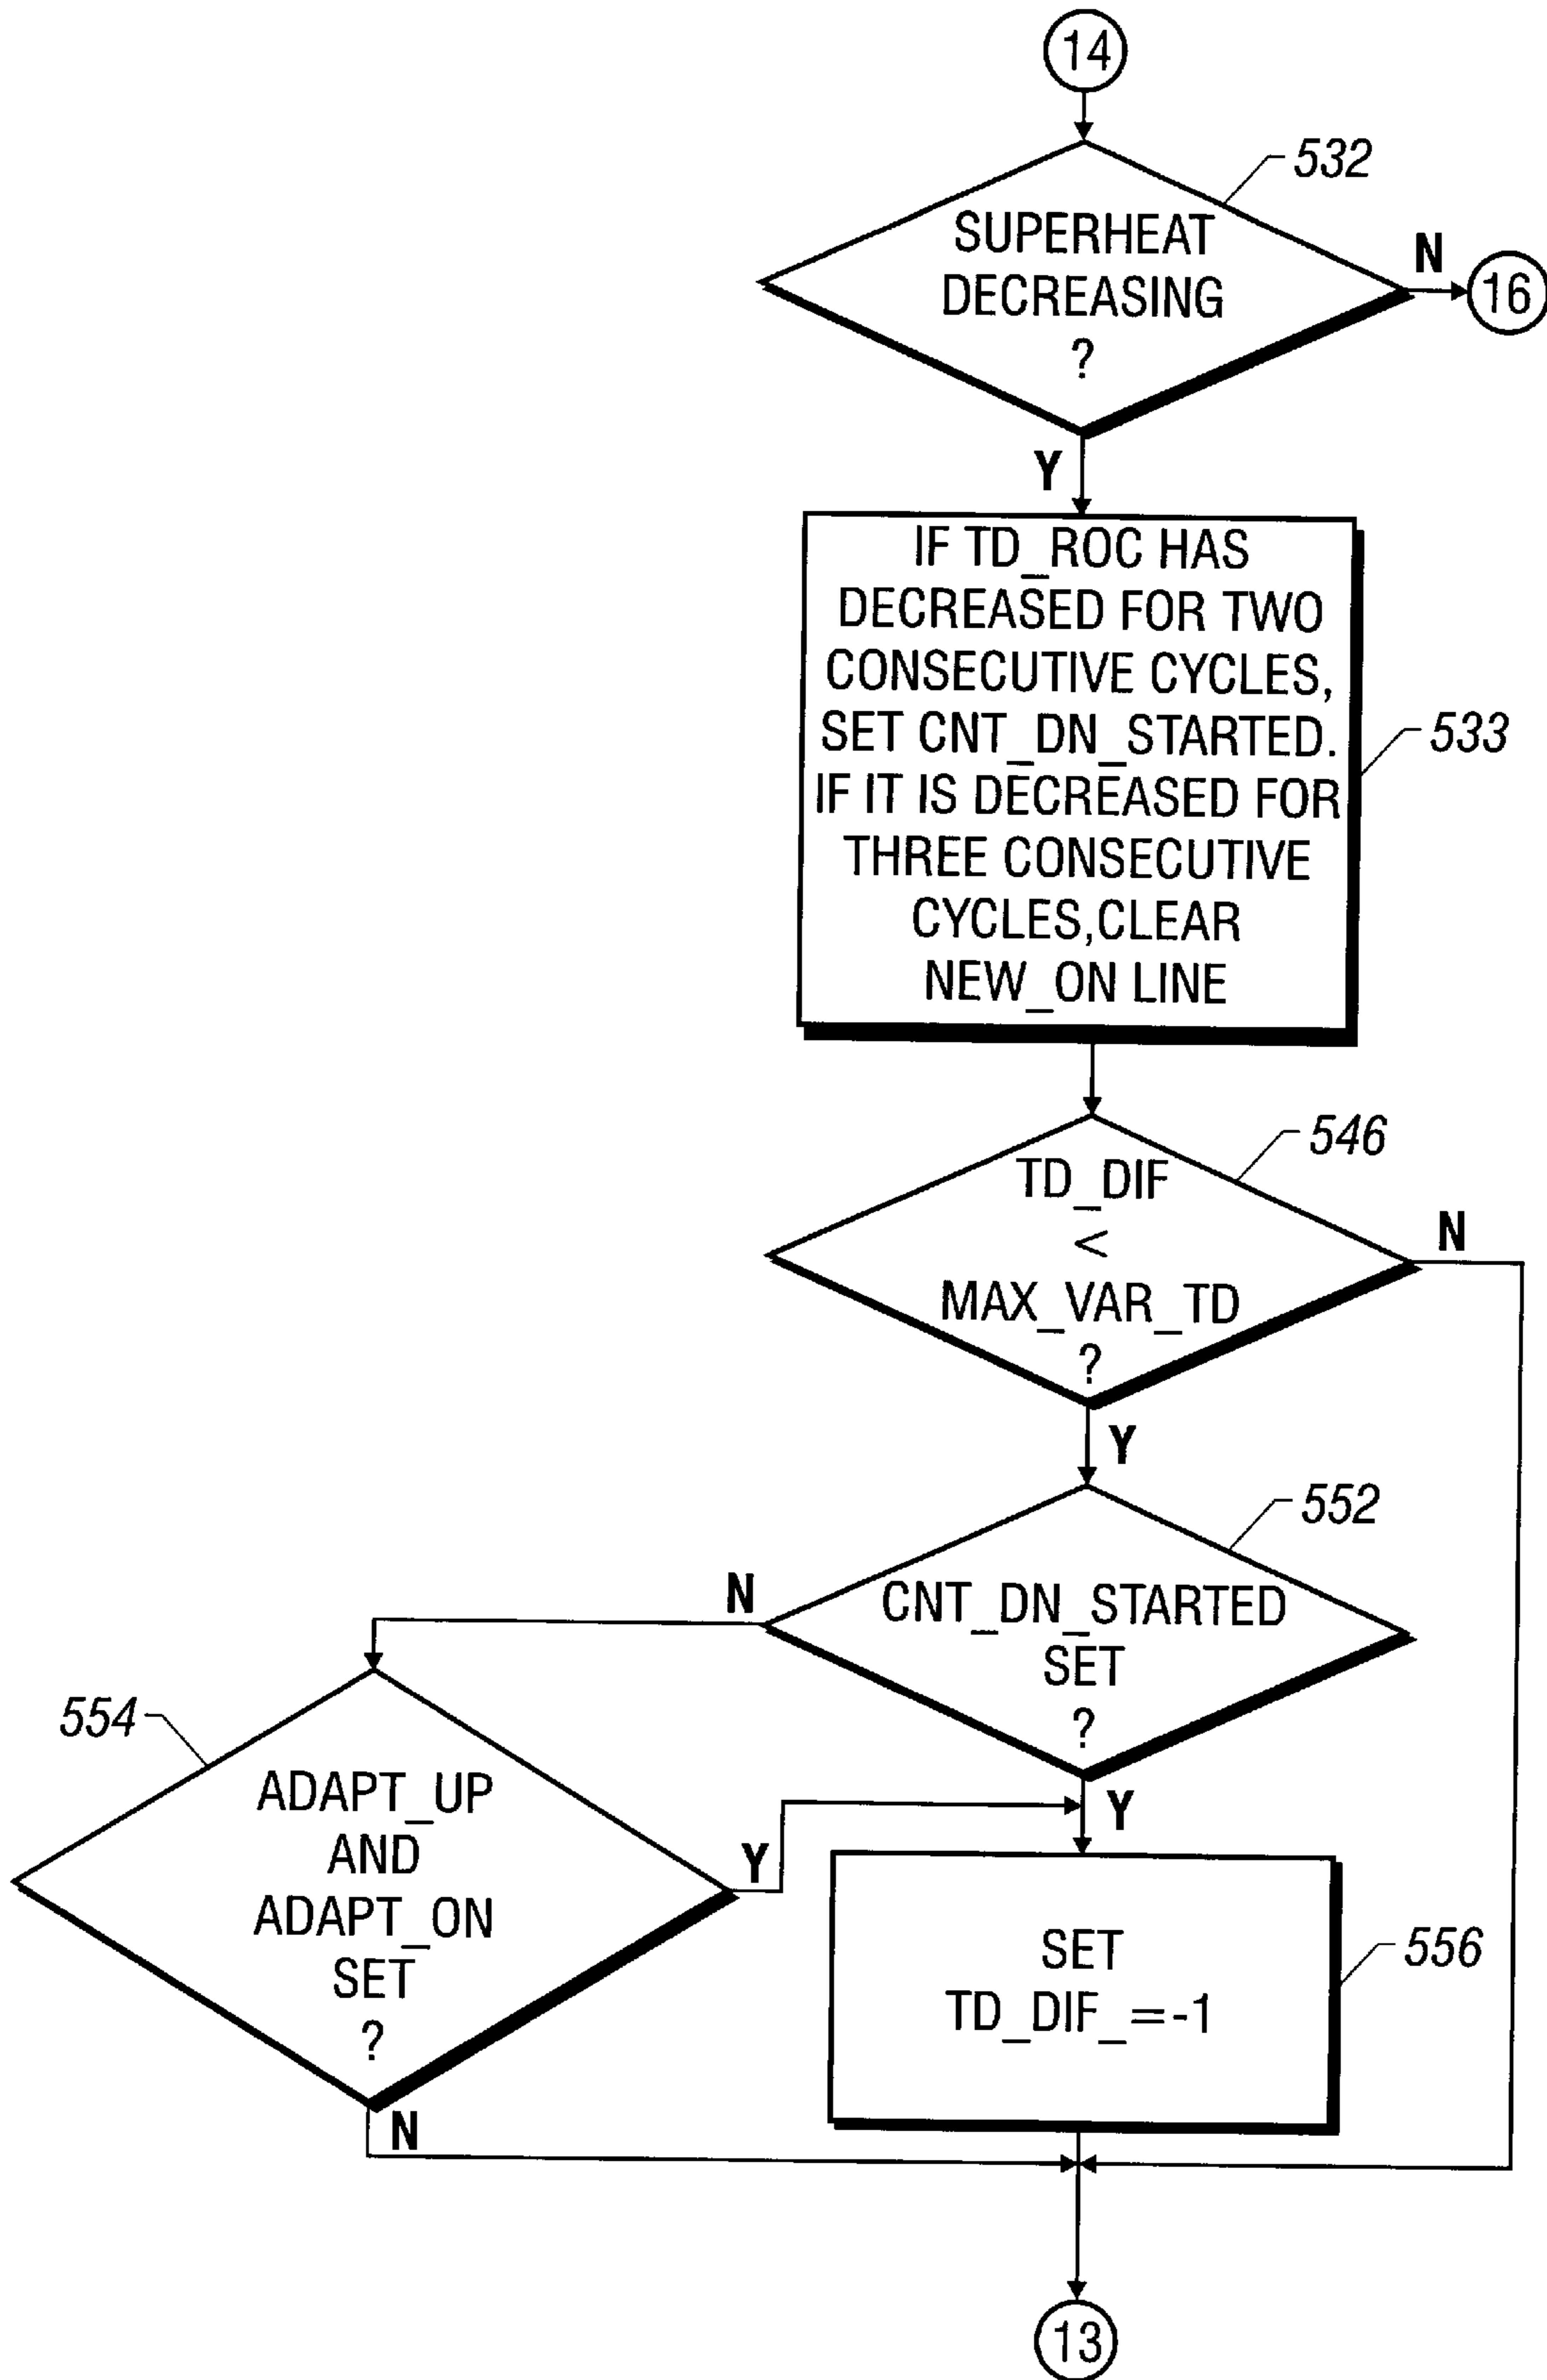 14
532
SUPERHEAT
DECREASING
?
N
16
Y
IF TD_ROC HAS
DECREASED FOR TWO
CONSECUTIVE CYCLES,
SET CNT_DN_STARTED.
IF IT IS DECREASED FOR
THREE CONSECUTIVE
CYCLES,CLEAR
NEW_ON LINE
533
546
TD_DIF
<
MAX_VAR_TD
?
N
Y
552
CNT_DN_STARTED
SET
?
N
Y
554
ADAPT_UP
AND
ADAPT_ON
SET
?
Y
N
SET
TD_DIF_=-1
556
13